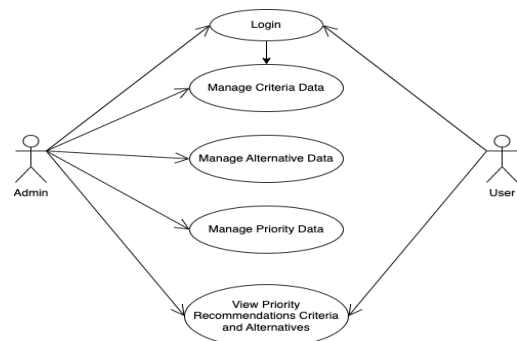 Login
Manage Criteria Data
Manage Alternative Data
Admin
User
Manage Priority Data
View Priority
Recommendations Criteria
and Alternatives